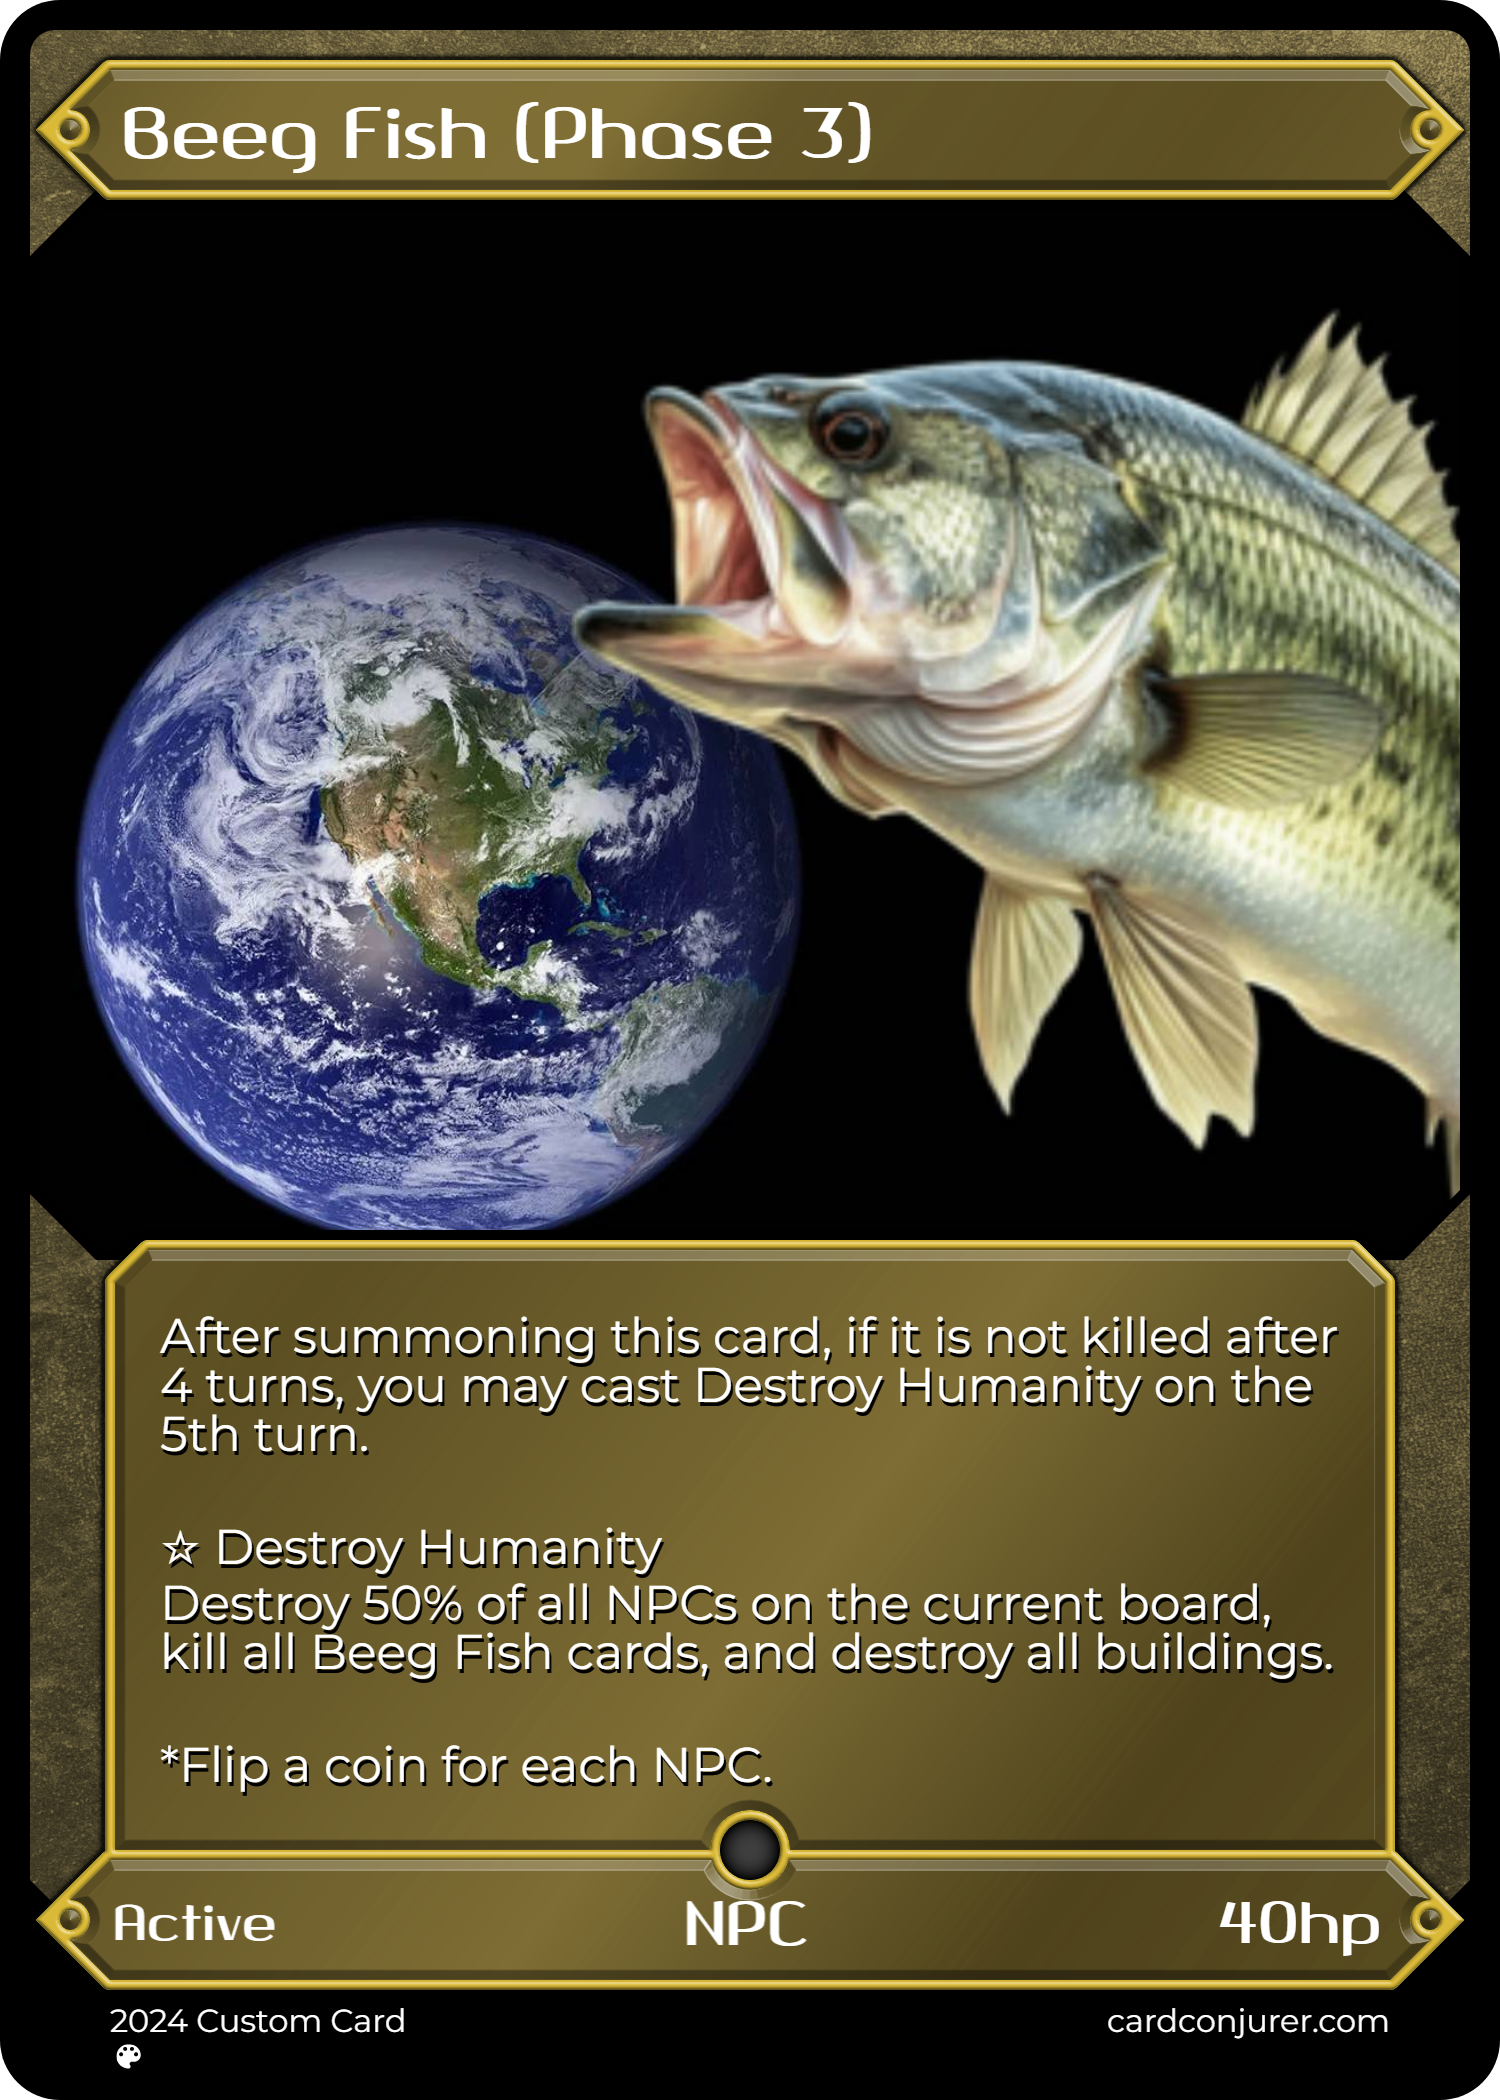 Beeg Fish (Phase 3)
After summoning this card, if it is not killed after
4 turns, you may cast Destroy Humanity on the
5th turn.
☆ Destroy Humanity
Destroy 50% of all NPCs on the current board,
kill all Beeg Fish cards, and destroy all buildings.
*Flip a coin for each NPC.
Active NPC 40hp
2024 Custom Card cardconjurer.com